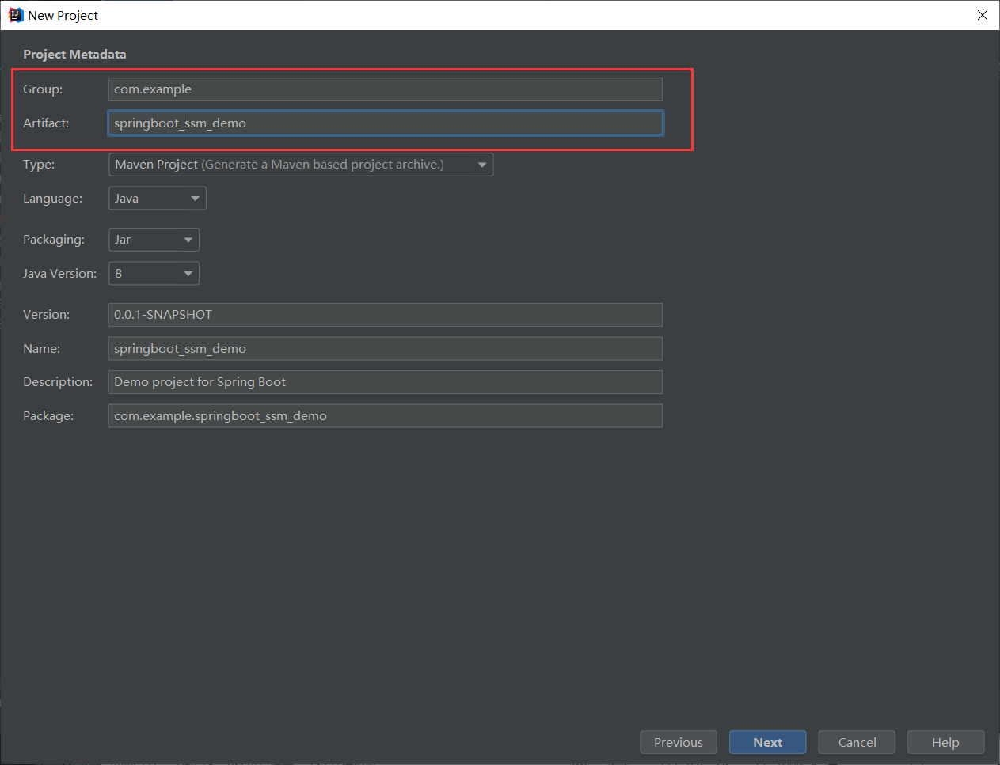 New Project
Project Metadata
Group: com.example
Artifact: springboot_ssm_demo
Type: Maven Project (Generate a Maven based project archive.)
Language: Java
Packaging: Jar
Java Version: 8
Version: 0.0.1-SNAPSHOT
Name: springboot_ssm_demo
Description: Demo project for Spring Boot
Package: com.example.springboot_ssm_demo
Previous Next Cancel Help